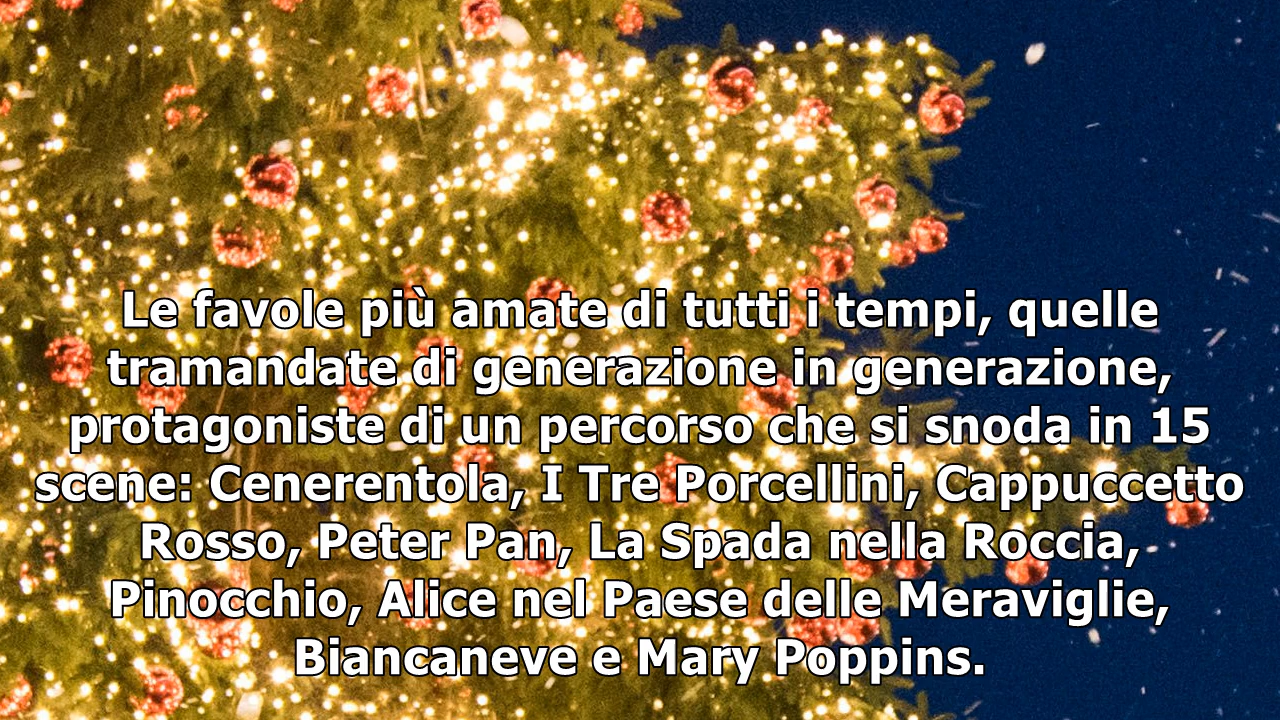 Le favole più amate di tutti i tempi, quelle
tramandate di generazione in generazione,
protagoniste di un percorso che si snoda in 15
scene: Cenerentola, I Tre Porcellini, Cappuccetto
Rosso, Peter Pan, La Spada nella Roccia,
Pinocchio, Alice nel Paese delle Meraviglie,
Biancaneve e Mary Poppins.